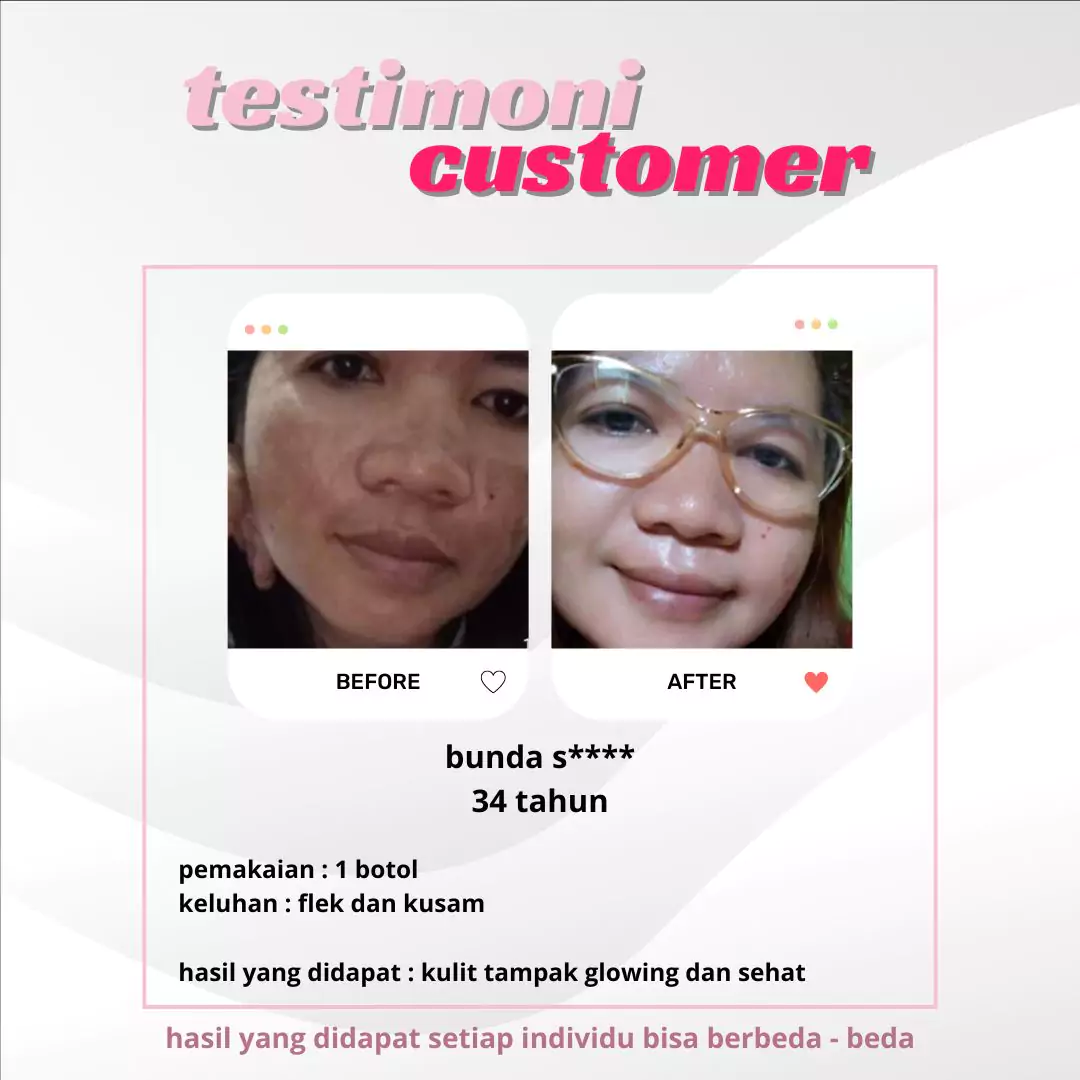 testimoni
customer
BEFORE
AFTER
bunda s****
34 tahun
pemakaian : 1 botol
keluhan : flek dan kusam
hasil yang didapat : kulit tampak glowing dan sehat
hasil yang didapat setiap individu bisa berbeda - beda